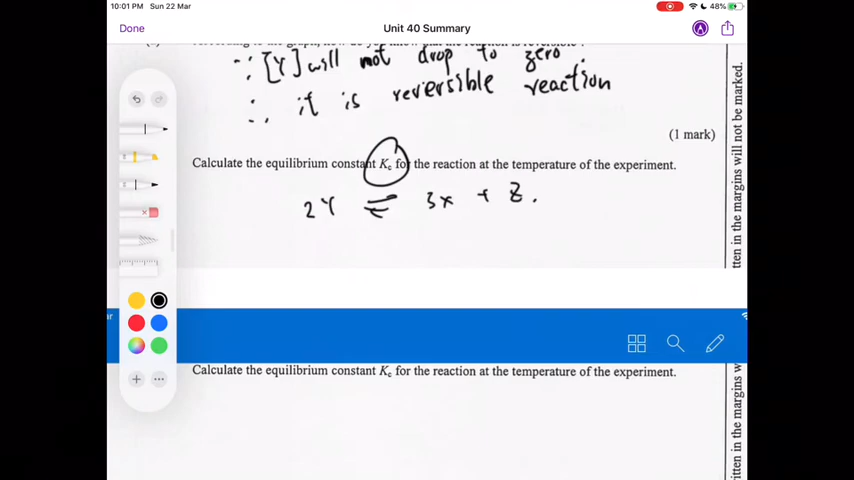 10:01 PM Sun 22 Mar
48%
Done
Unit 40 Summary
∵ [Y] will not drop to zero.
∴ it is reversible reaction
(1 mark)
Calculate the equilibrium constant Kc for the reaction at the temperature of the experiment.
2Y ⇌ 3X + Z.
ar
Calculate the equilibrium constant Kc for the reaction at the temperature of the experiment.
tten in the margins will not be marked.
itten in the margins w